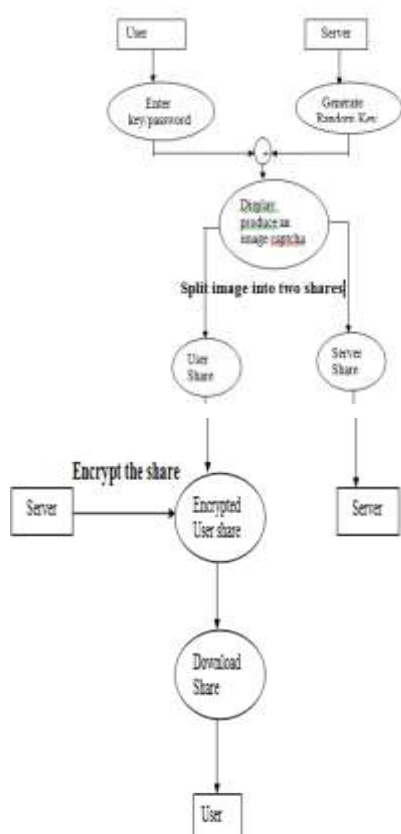 User
Server
Enter
key/password
Generate
Random Key
Display,
produce an
image captcha
Split image into two shares
User
Share
Server
Share
Encrypt the share
Server
Encrypted
User share
Server
Download
Share
User